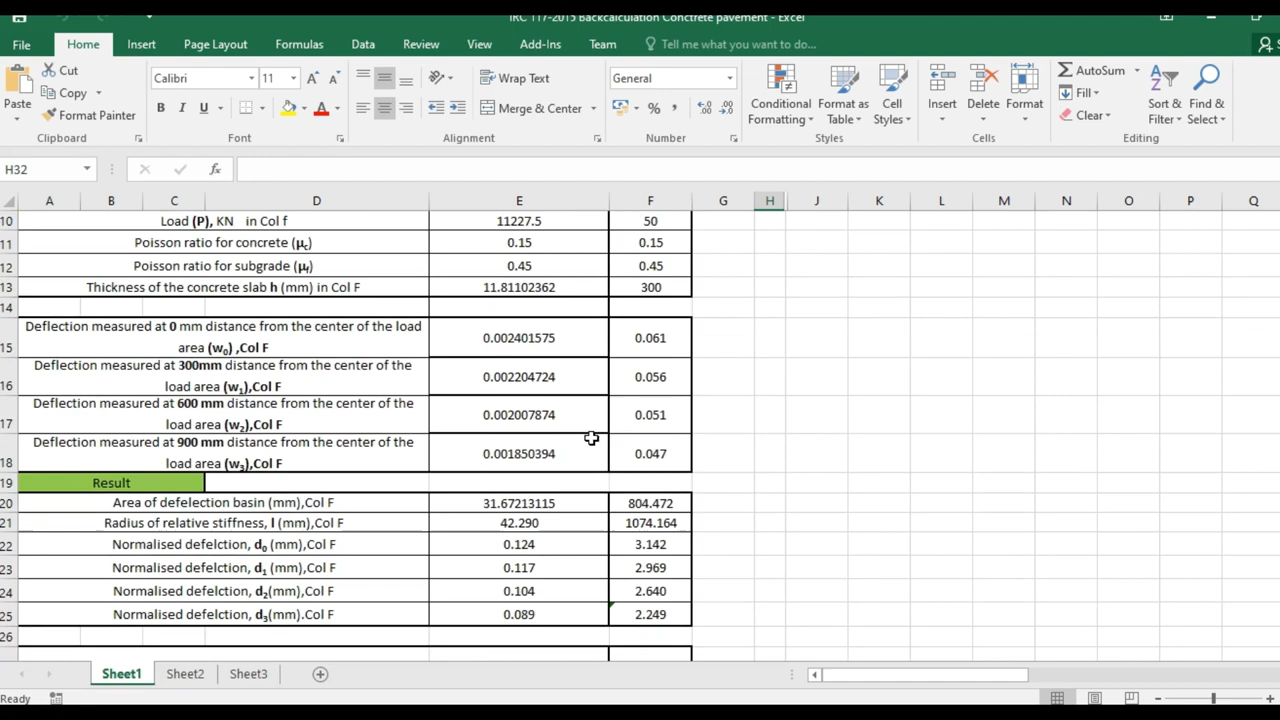 IRC 117-2015 Backcalculation Conctrete pavement - Excel
File Home Insert Page Layout Formulas Data Review View Add-Ins Team Tell me what you want to do...
Paste
Cut
Copy
Format Painter
Clipboard
Calibri 11
B I U
Font
Wrap Text
Merge & Center
Alignment
General
Number
Conditional Formatting
Format as Table
Cell Styles
Styles
Insert Delete Format
Cells
AutoSum
Fill
Clear
Sort & Filter
Find & Select
Editing
H32
fx
A B C D E F G H J K L M N O P Q
10 Load (P), KN in Col f 11227.5 50
11 Poisson ratio for concrete (μc) 0.15 0.15
12 Poisson ratio for subgrade (μf) 0.45 0.45
13 Thickness of the concrete slab h (mm) in Col F 11.81102362 300
14
Deflection measured at 0 mm distance from the center of the load
15 area (w0) ,Col F 0.002401575 0.061
Deflection measured at 300mm distance from the center of the
16 load area (w1),Col F 0.002204724 0.056
Deflection measured at 600 mm distance from the center of the
17 load area (w2),Col F 0.002007874 0.051
Deflection measured at 900 mm distance from the center of the
18 load area (w3),Col F 0.001850394 0.047
19 Result
20 Area of defelection basin (mm),Col F 31.67213115 804.472
21 Radius of relative stiffness, l (mm),Col F 42.290 1074.164
22 Normalised defelction, d0 (mm),Col F 0.124 3.142
23 Normalised defelction, d1 (mm),Col F 0.117 2.969
24 Normalised defelction, d2(mm),Col F 0.104 2.640
25 Normalised defelction, d3(mm).Col F 0.089 2.249
26
Sheet1 Sheet2 Sheet3
Ready